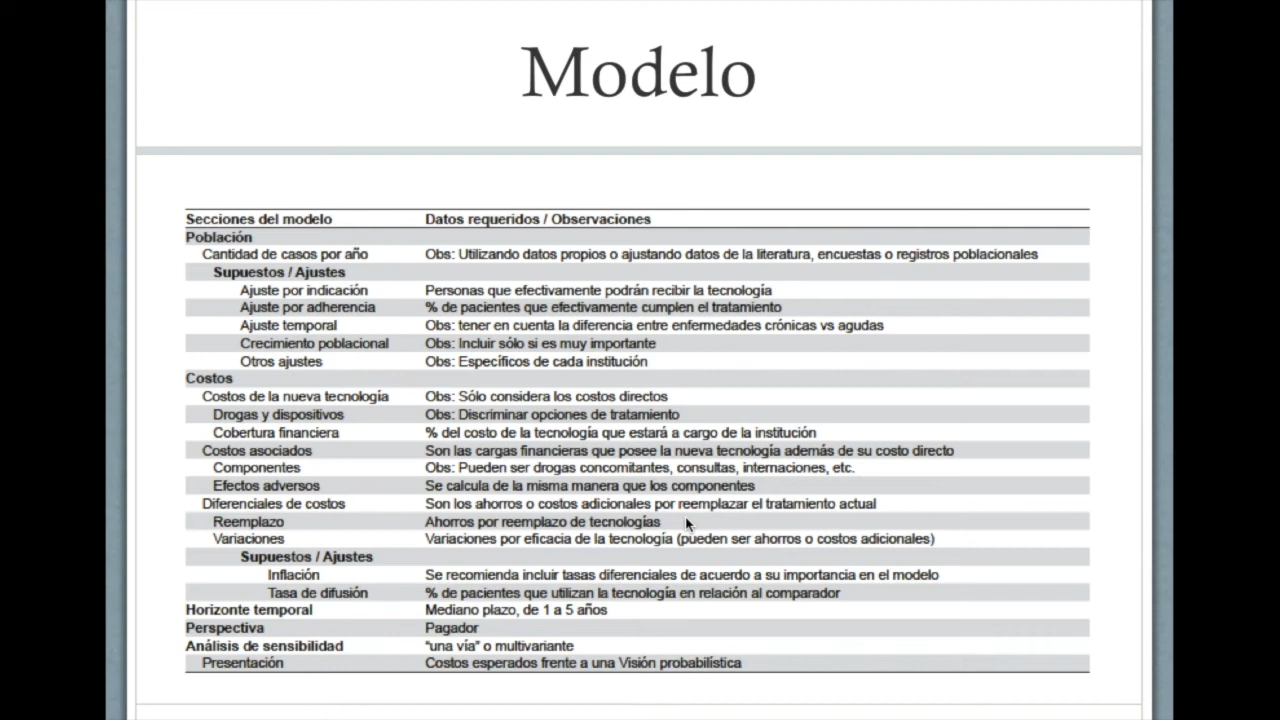 Modelo
Secciones del modelo Datos requeridos / Observaciones
Población
Cantidad de casos por año Obs: Utilizando datos propios o ajustando datos de la literatura, encuestas o registros poblacionales
Supuestos / Ajustes
Ajuste por indicación Personas que efectivamente podrán recibir la tecnología
Ajuste por adherencia % de pacientes que efectivamente cumplen el tratamiento
Ajuste temporal Obs: tener en cuenta la diferencia entre enfermedades crónicas vs agudas
Crecimiento poblacional Obs: Incluir sólo si es muy importante
Otros ajustes Obs: Específicos de cada institución
Costos
Costos de la nueva tecnología Obs: Sólo considera los costos directos
Drogas y dispositivos Obs: Discriminar opciones de tratamiento
Cobertura financiera % del costo de la tecnología que estará a cargo de la institución
Costos asociados Son las cargas financieras que posee la nueva tecnología además de su costo directo
Componentes Obs: Pueden ser drogas concomitantes, consultas, internaciones, etc.
Efectos adversos Se calcula de la misma manera que los componentes
Diferenciales de costos Son los ahorros o costos adicionales por reemplazar el tratamiento actual
Reemplazo Ahorros por reemplazo de tecnologías
Variaciones Variaciones por eficacia de la tecnología (pueden ser ahorros o costos adicionales)
Supuestos / Ajustes
Inflación Se recomienda incluir tasas diferenciales de acuerdo a su importancia en el modelo
Tasa de difusión % de pacientes que utilizan la tecnología en relación al comparador
Horizonte temporal Mediano plazo, de 1 a 5 años
Perspectiva Pagador
Análisis de sensibilidad "una vía" o multivariante
Presentación Costos esperados frente a una Visión probabilística